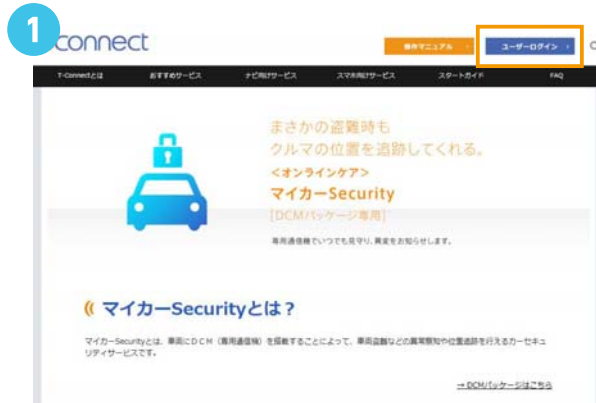 1
connect
操作マニュアル
ユーザーログイン
T-Connectとは おすすめサービス ナビ向けサービス スマホ向けサービス スタートガイド FAQ
まさかの盗難時も
クルマの位置を追跡してくれる。
<オンラインケア>
マイカーSecurity
[DCMパッケージ専用]
専用通信機でいつでも見守り、異変をお知らせします。
マイカーSecurityとは？
マイカーSecurityとは、車両にDCM（専用通信機）を搭載することによって、車両盗難などの異常察知や位置追跡を行えるカーセキュ
リティサービスです。
→DCMパッケージはこちら